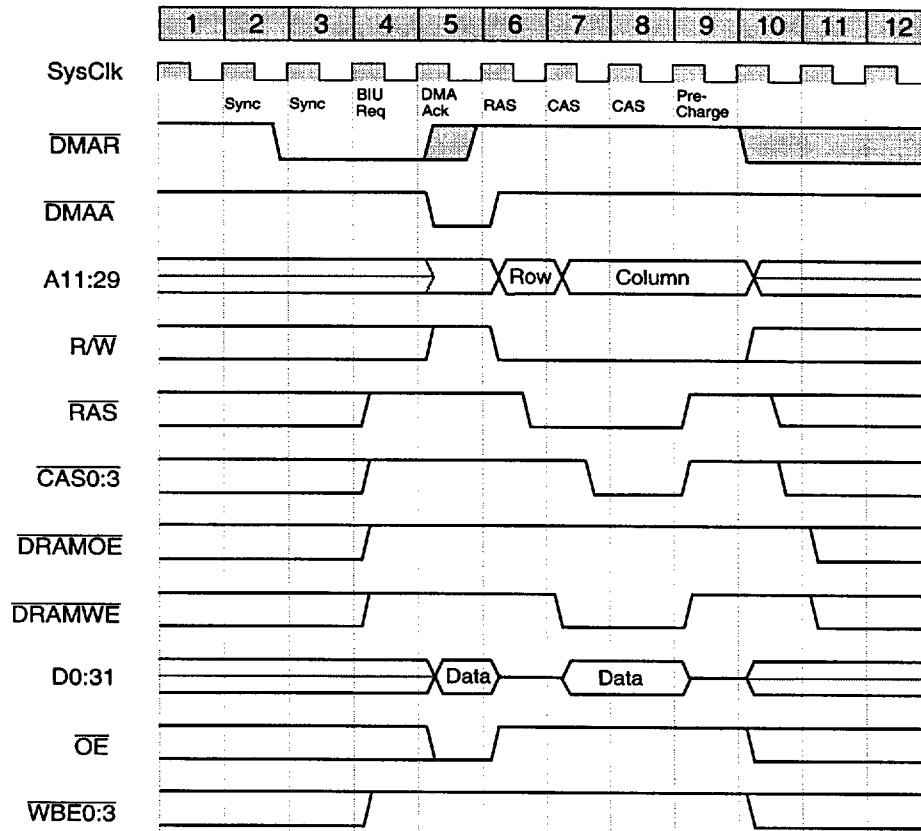 1 2 3 4 5 6 7 8 9 10 11 12
SysClk
Sync Sync BIU Req DMA Ack RAS CAS CAS Pre-Charge
DMAR
DMAA
A11:29 Row Column
R/W
RAS
CAS0:3
DRAMOE
DRAMWE
D0:31 Data Data
OE
WBE0:3